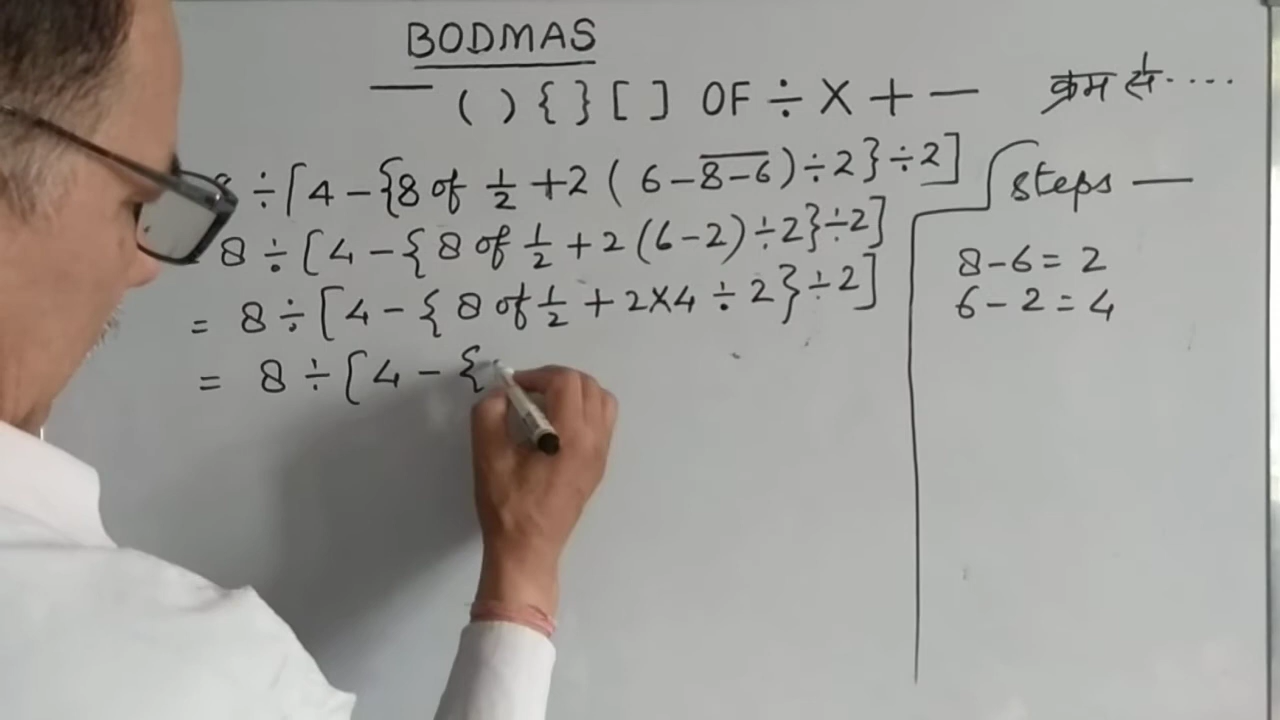 BODMAS
— ( ) { } [ ] OF ÷ X + — क्रम से....
÷ [ 4 - { 8 of 1/2 + 2 ( 6 - 8̅ ̅-̅ ̅6̅ ) ÷ 2 } ÷ 2 ]
8 ÷ [ 4 - { 8 of 1/2 + 2 ( 6 - 2 ) ÷ 2 } ÷ 2 ]
= 8 ÷ [ 4 - { 8 of 1/2 + 2 X 4 ÷ 2 } ÷ 2 ]
= 8 ÷ [ 4 - {
steps —
8 - 6 = 2
6 - 2 = 4